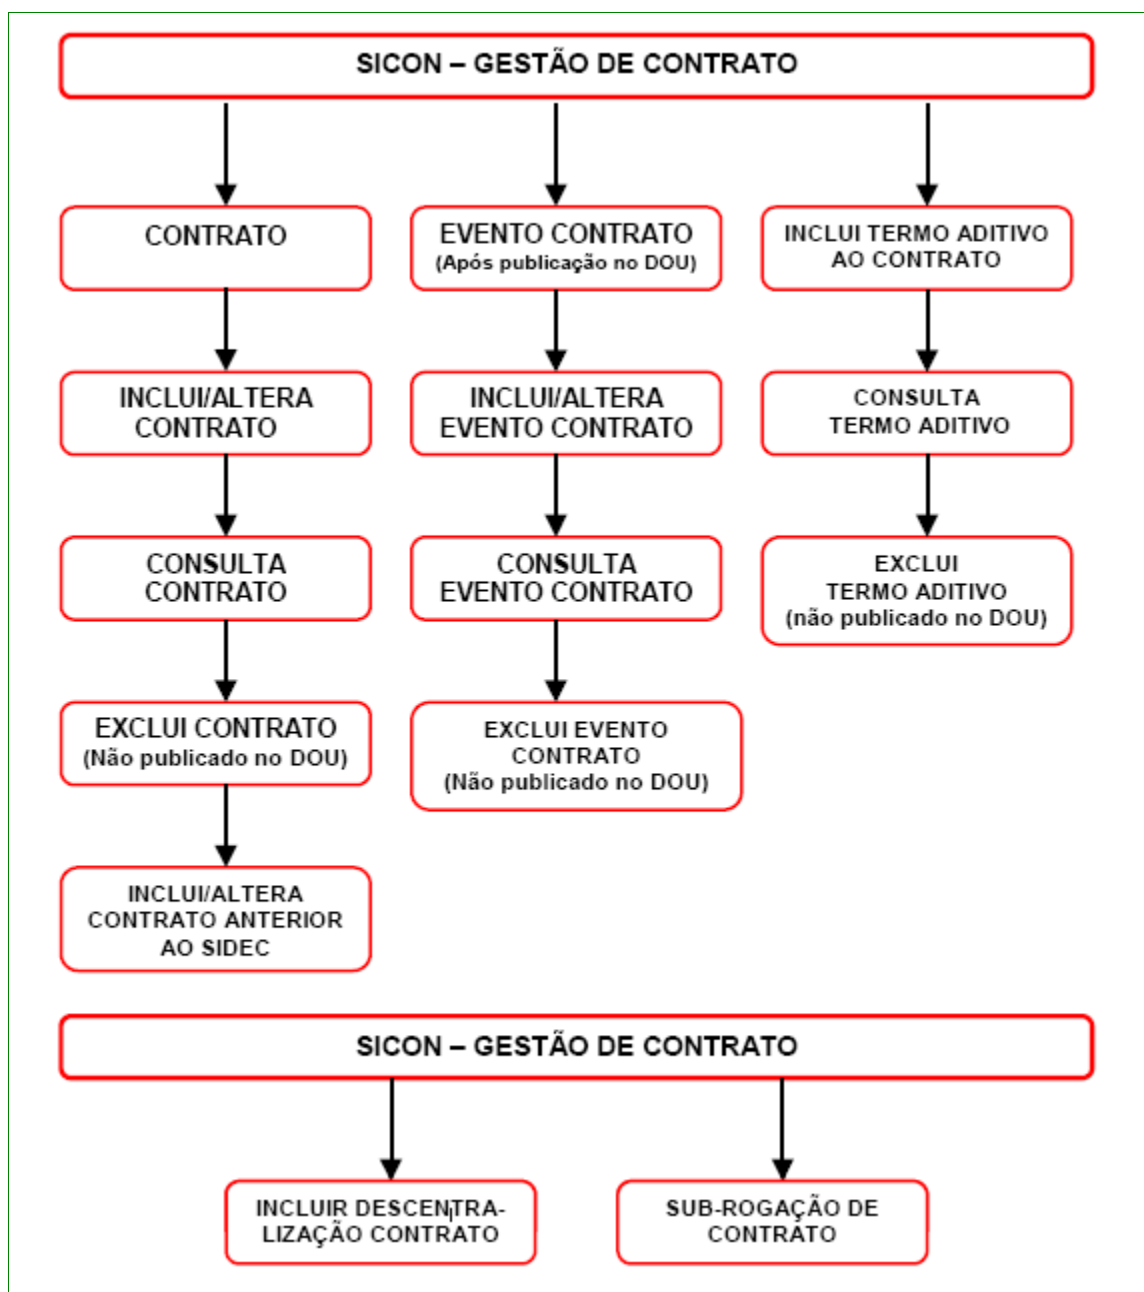 SICON – GESTÃO DE CONTRATO
CONTRATO
EVENTO CONTRATO
(Após publicação no DOU)
INCLUI TERMO ADITIVO
AO CONTRATO
INCLUI/ALTERA
CONTRATO
INCLUI/ALTERA
EVENTO CONTRATO
CONSULTA
TERMO ADITIVO
CONSULTA
CONTRATO
CONSULTA
EVENTO CONTRATO
EXCLUI
TERMO ADITIVO
(não publicado no DOU)
EXCLUI CONTRATO
(Não publicado no DOU)
EXCLUI EVENTO
CONTRATO
(Não publicado no DOU)
INCLUI/ALTERA
CONTRATO ANTERIOR
AO SIDEC
SICON – GESTÃO DE CONTRATO
INCLUIR DESCENTRA-
LIZAÇÃO CONTRATO
SUB-ROGAÇÃO DE
CONTRATO